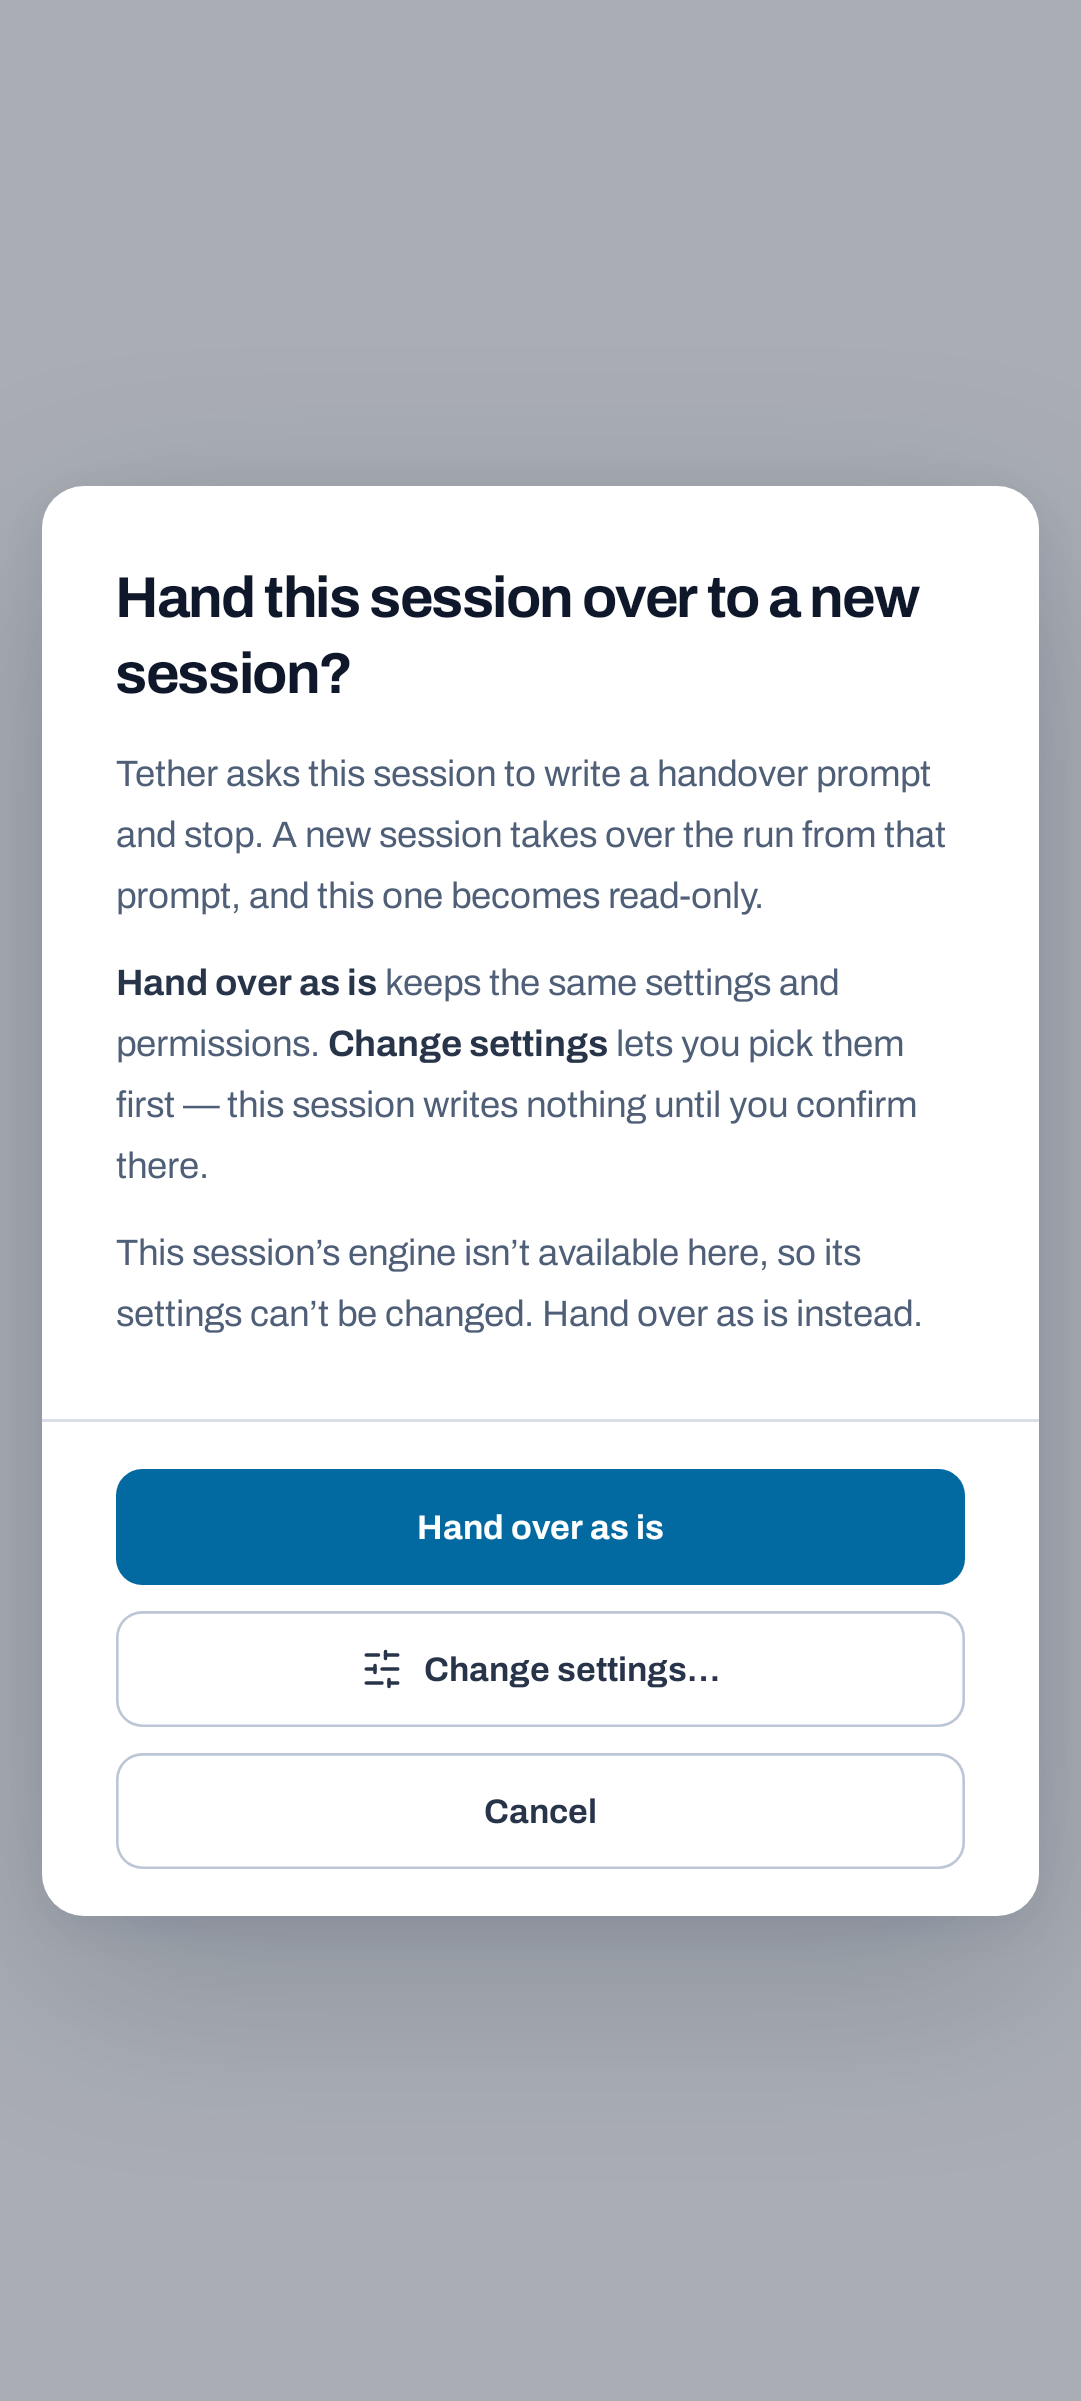 Hand this session over to a new
session?
Tether asks this session to write a handover prompt
and stop. A new session takes over the run from that
prompt, and this one becomes read-only.
Hand over as is keeps the same settings and
permissions. Change settings lets you pick them
first — this session writes nothing until you confirm
there.
This session’s engine isn’t available here, so its
settings can’t be changed. Hand over as is instead.
Hand over as is
Change settings…
Cancel